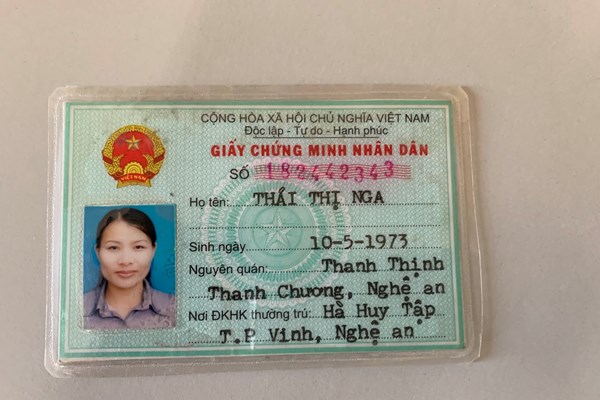 CỘNG HÒA XÃ HỘI CHỦ NGHĨA VIỆT NAM
Độc lập - Tự do - Hạnh phúc
GIẤY CHỨNG MINH NHÂN DÂN
SỐ 182442343
Họ tên: THÁI THỊ NGA
Sinh ngày 10-5-1973
Nguyên quán: Thanh Thịnh
Thanh Chương, Nghệ an
Nơi ĐKHK thường trú: Hà Huy Tập
T.P Vinh, Nghệ an
VIỆT NAM